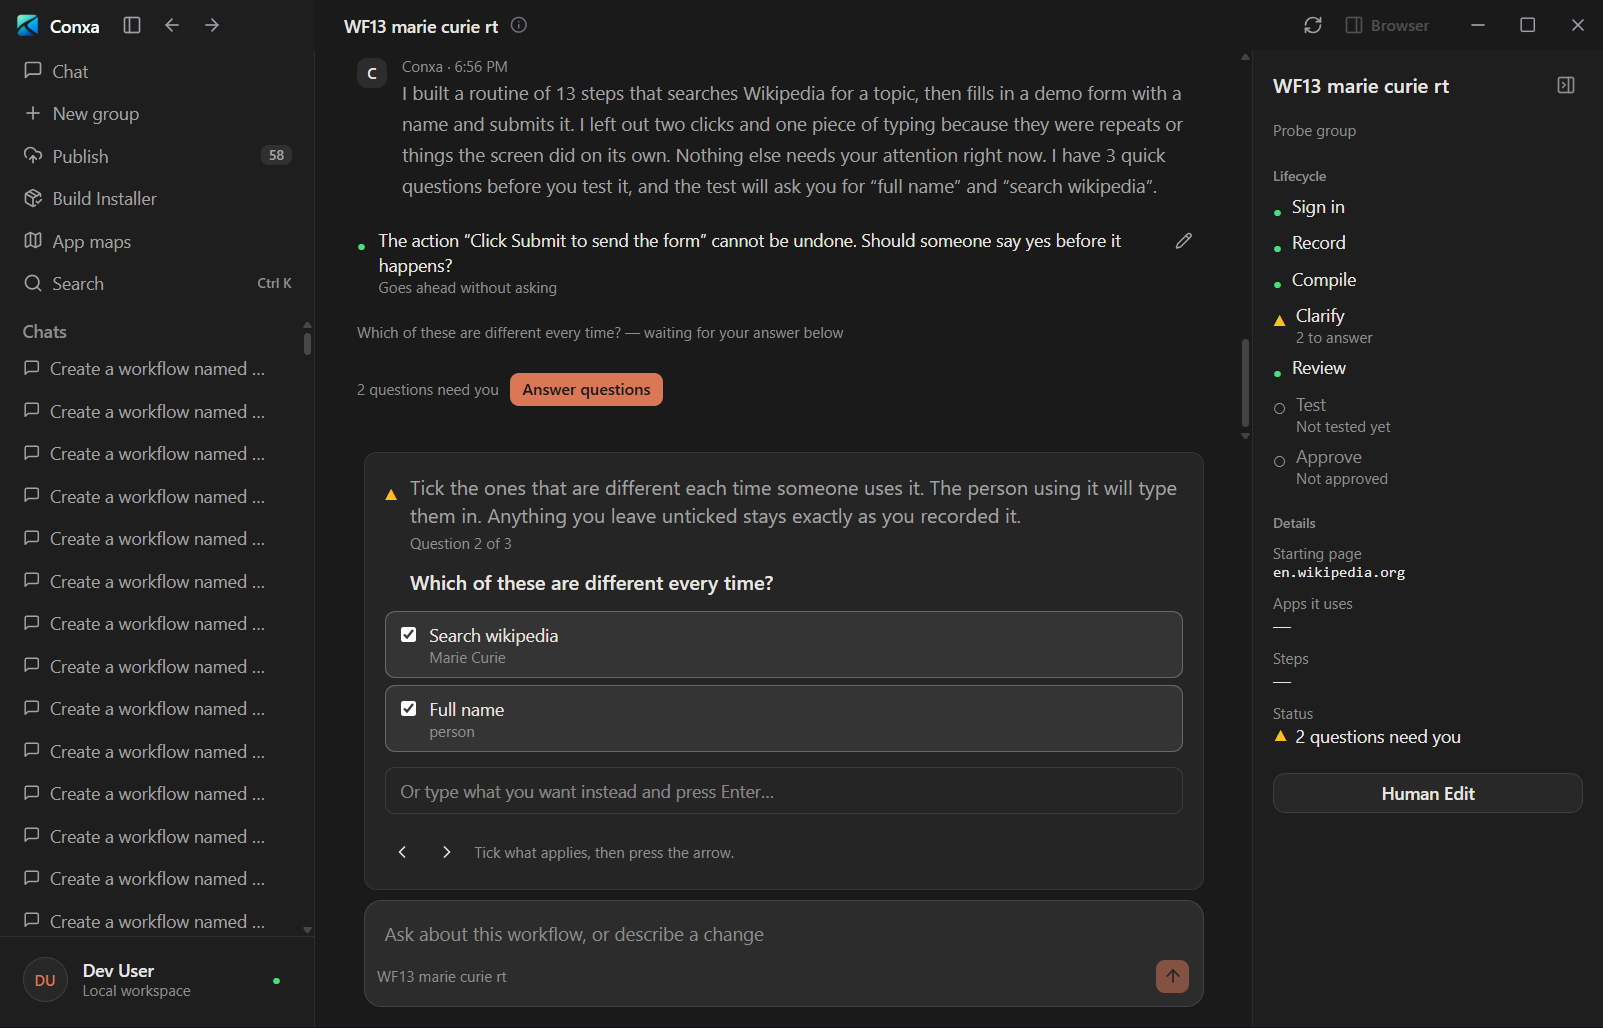 Conxa
Chat
New group
Publish 58
Build Installer
App maps
Search Ctrl K
Chats
Create a workflow named ...
Create a workflow named ...
Create a workflow named ...
Create a workflow named ...
Create a workflow named ...
Create a workflow named ...
Create a workflow named ...
Create a workflow named ...
Create a workflow named ...
Create a workflow named ...
Create a workflow named ...
Create a workflow named ...
Create a workflow named ...
Create a workflow named ...
DU
Dev User
Local workspace
WF13 marie curie rt
Browser
C
Conxa · 6:56 PM
I built a routine of 13 steps that searches Wikipedia for a topic, then fills in a demo form with a
name and submits it. I left out two clicks and one piece of typing because they were repeats or
things the screen did on its own. Nothing else needs your attention right now. I have 3 quick
questions before you test it, and the test will ask you for “full name” and “search wikipedia”.
The action “Click Submit to send the form” cannot be undone. Should someone say yes before it
happens?
Goes ahead without asking
Which of these are different every time? — waiting for your answer below
2 questions need you
Answer questions
Tick the ones that are different each time someone uses it. The person using it will type
them in. Anything you leave unticked stays exactly as you recorded it.
Question 2 of 3
Which of these are different every time?
Search wikipedia
Marie Curie
Full name
person
Or type what you want instead and press Enter...
Tick what applies, then press the arrow.
Ask about this workflow, or describe a change
WF13 marie curie rt
WF13 marie curie rt
Probe group
Lifecycle
Sign in
Record
Compile
Clarify
2 to answer
Review
Test
Not tested yet
Approve
Not approved
Details
Starting page
en.wikipedia.org
Apps it uses
—
Steps
—
Status
2 questions need you
Human Edit